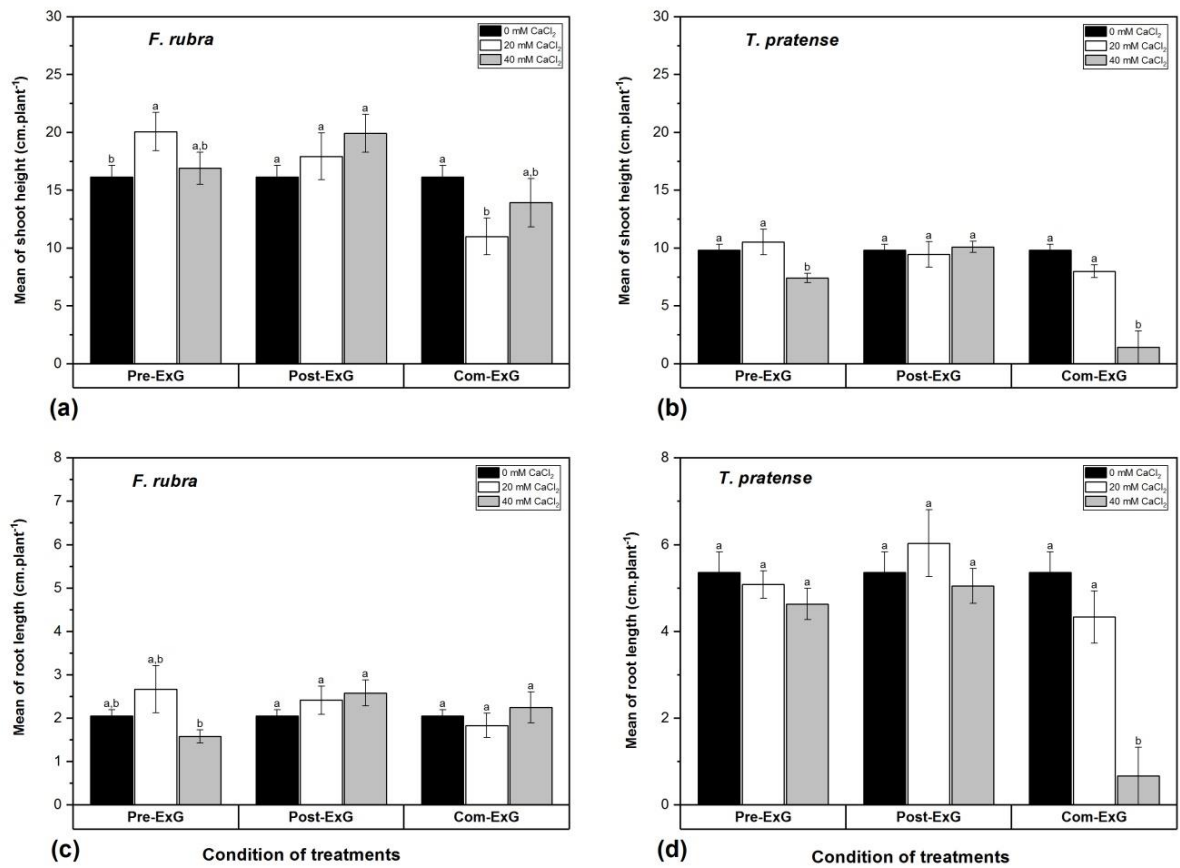 F. rubra
0 mM CaCl₂
20 mM CaCl₂
40 mM CaCl₂
Mean of shoot height (cm.plant⁻¹)
30
25
20
15
10
5
0
b
a
a,b
a
a
a
a
b
a,b
Pre-ExG
Post-ExG
Com-ExG
(a)
T. pratense
0 mM CaCl₂
20 mM CaCl₂
40 mM CaCl₂
Mean of shoot height (cm.plant⁻¹)
30
25
20
15
10
5
0
a
a
b
a
a
a
a
a
b
Pre-ExG
Post-ExG
Com-ExG
(b)
F. rubra
0 mM CaCl₂
20 mM CaCl₂
40 mM CaCl₂
Mean of root length (cm.plant⁻¹)
8
7
6
5
4
3
2
1
0
a,b
a,b
b
a
a
a
a
a
a
Pre-ExG
Post-ExG
Com-ExG
(c)
Condition of treatments
T. pratense
0 mM CaCl₂
20 mM CaCl₂
40 mM CaCl₂
Mean of root length (cm.plant⁻¹)
8
6
4
2
0
a
a
a
a
a
a
a
a
b
Pre-ExG
Post-ExG
Com-ExG
(d)
Condition of treatments